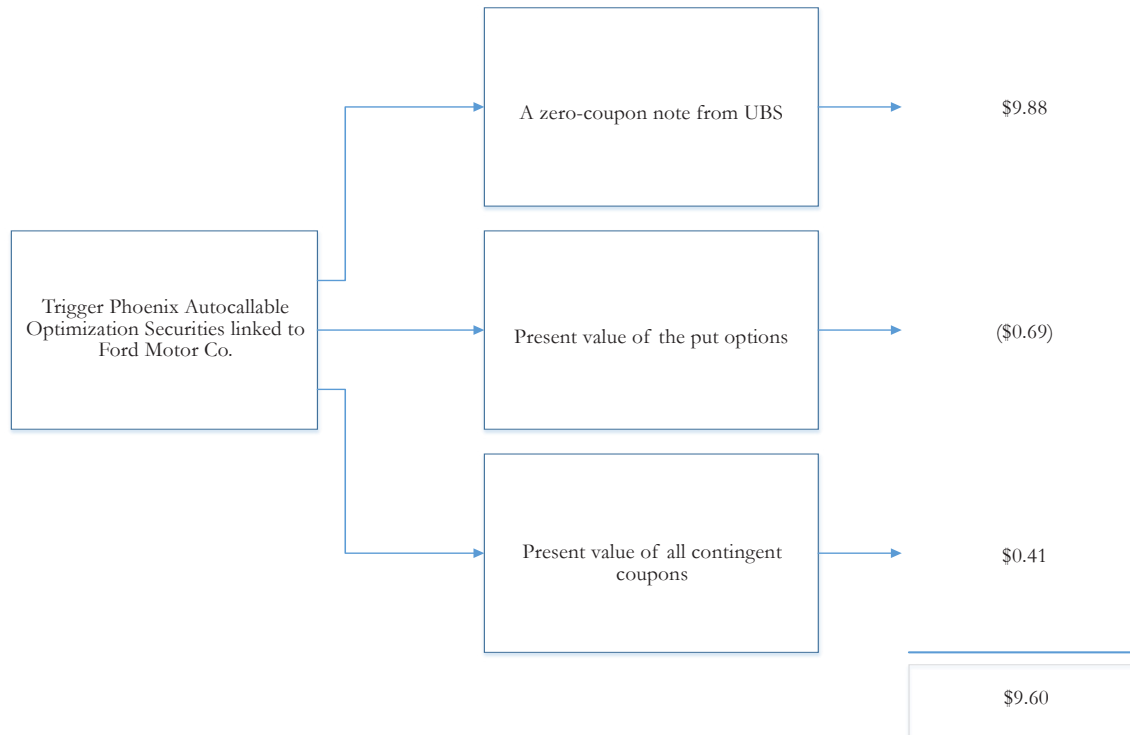 A zero-coupon note from UBS
$9.88
Trigger Phoenix Autocallable
Optimization Securities linked to
Ford Motor Co.
Present value of the put options
($0.69)
Present value of all contingent
coupons
$0.41
$9.60